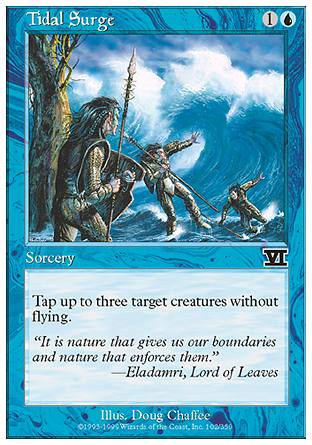 Tidal Surge 1
Sorcery VI
Tap up to three target creatures without
flying.
“It is nature that gives us our boundaries
and nature that enforces them.”
—Eladamri, Lord of Leaves
Illus. Doug Chaffee
©1993-1999 Wizards of the Coast, Inc. 102/350